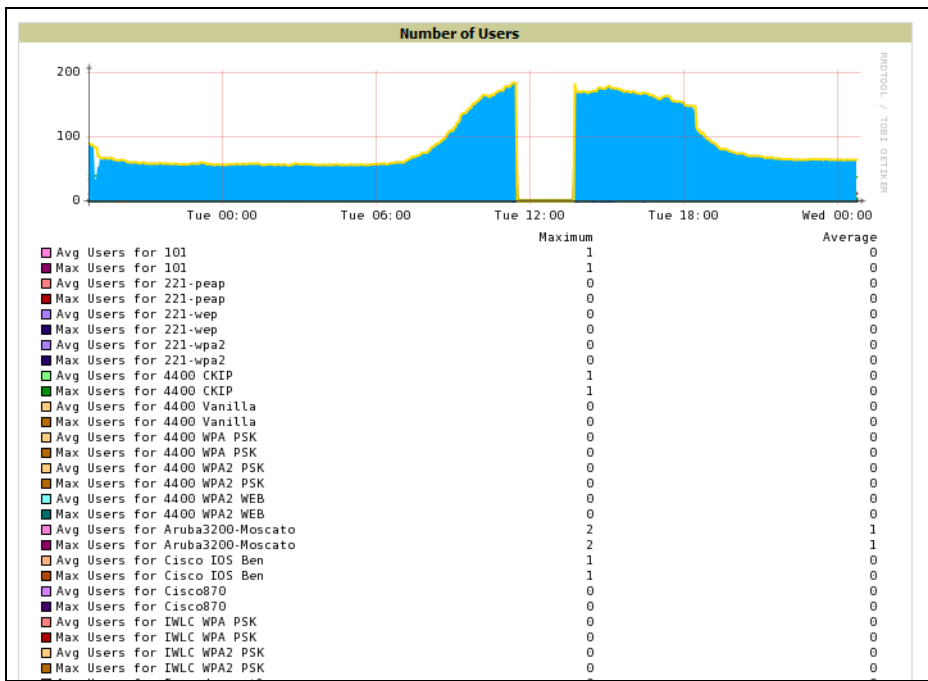 Number of Users
RRDTOOL / TOBI OETIKER
200
100
0
Tue 00:00 Tue 06:00 Tue 12:00 Tue 18:00 Wed 00:00
Maximum Average
Avg Users for 101 1 0
Max Users for 101 1 0
Avg Users for 221-peap 0 0
Max Users for 221-peap 0 0
Avg Users for 221-wep 0 0
Max Users for 221-wep 0 0
Avg Users for 221-wpa2 0 0
Max Users for 221-wpa2 0 0
Avg Users for 4400 CKIP 1 0
Max Users for 4400 CKIP 1 0
Avg Users for 4400 Vanilla 0 0
Max Users for 4400 Vanilla 0 0
Avg Users for 4400 WPA PSK 0 0
Max Users for 4400 WPA PSK 0 0
Avg Users for 4400 WPA2 PSK 0 0
Max Users for 4400 WPA2 PSK 0 0
Avg Users for 4400 WPA2 WEB 0 0
Max Users for 4400 WPA2 WEB 0 0
Avg Users for Aruba3200-Moscato 2 1
Max Users for Aruba3200-Moscato 2 1
Avg Users for Cisco IOS Ben 1 0
Max Users for Cisco IOS Ben 1 0
Avg Users for Cisco870 0 0
Max Users for Cisco870 0 0
Avg Users for IWLC WPA PSK 0 0
Max Users for IWLC WPA PSK 0 0
Avg Users for IWLC WPA2 PSK 0 0
Max Users for IWLC WPA2 PSK 0 0